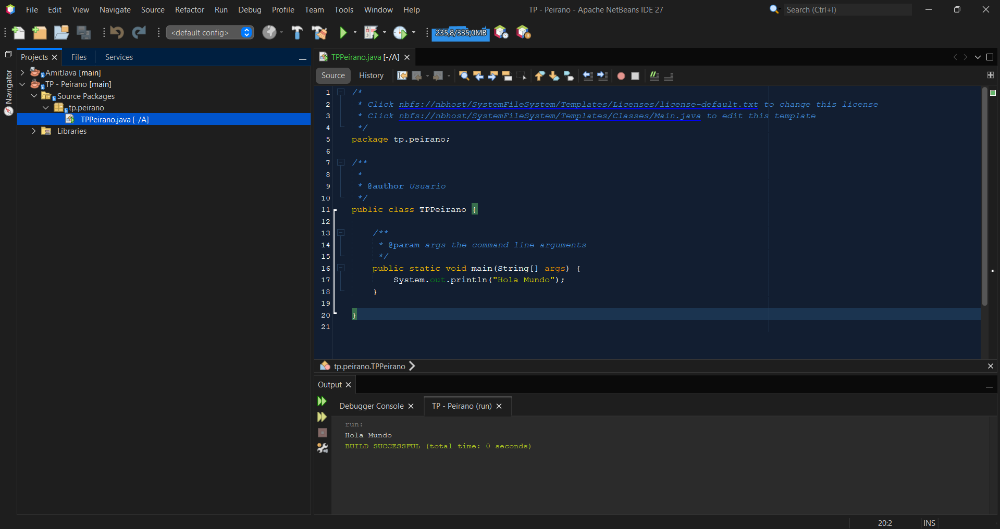 File Edit View Navigate Source Refactor Run Debug Profile Team Tools Window Help
TP - Peirano - Apache NetBeans IDE 27
Search (Ctrl+I)
<default config>
235,8/335,0MB
Navigator
Projects
Files
Services
AmitJava [main]
TP - Peirano [main]
Source Packages
tp.peirano
TPPeirano.java [-/A]
Libraries
TPPeirano.java [-/A]
Source
History
1 /*
2 * Click nbfs://nbhost/SystemFileSystem/Templates/Licenses/license-default.txt to change this license
3 * Click nbfs://nbhost/SystemFileSystem/Templates/Classes/Main.java to edit this template
4 */
5 package tp.peirano;
6
7 /**
8 *
9 * @author Usuario
10 */
11 public class TPPeirano {
12
13 /**
14 * @param args the command line arguments
15 */
16 public static void main(String[] args) {
17 System.out.println("Hola Mundo");
18 }
19
20 }
21
tp.peirano.TPPeirano
Output
Debugger Console
TP - Peirano (run)
run:
Hola Mundo
BUILD SUCCESSFUL (total time: 0 seconds)
20:2
INS